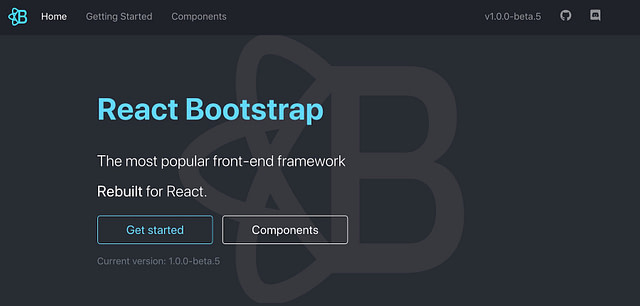 Home Getting Started Components v1.0.0-beta.5
React Bootstrap
The most popular front-end framework
Rebuilt for React.
Get started Components
Current version: 1.0.0-beta.5